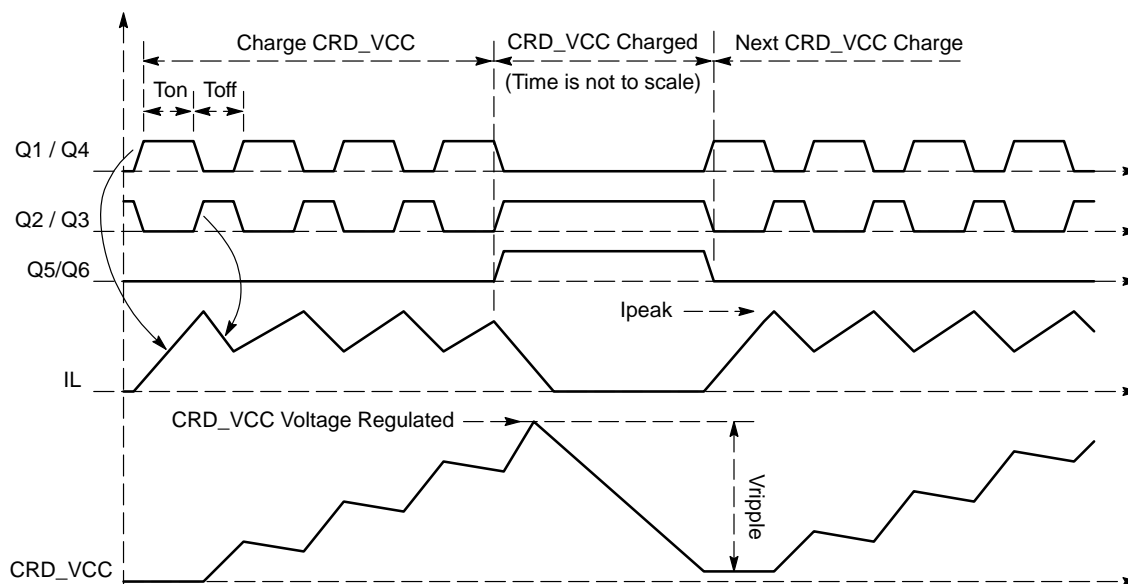 Charge CRD_VCC
CRD_VCC Charged
Next CRD_VCC Charge
(Time is not to scale)
Ton
Toff
Q1 / Q4
Q2 / Q3
Q5/Q6
Ipeak
IL
CRD_VCC Voltage Regulated
Vripple
CRD_VCC